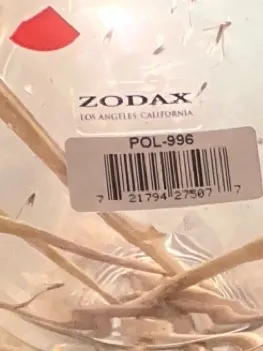 ZODAX
LOS ANGELES, CALIFORNIA
POL-996
7 21794 27507 7